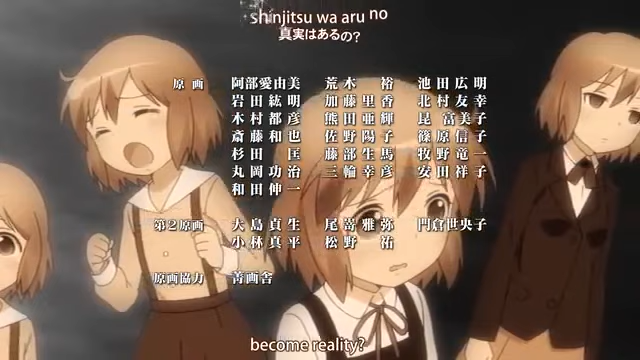 shinjitsu wa aru no
真実はあるの?
原画 阿部愛由美 荒木 裕 池田広明
岩田紘明 加藤里香 北村友幸
木村都彦 熊田亜輝 昆 富美子
斎藤和也 佐野陽子 篠原信子
杉田 匡 藤部生馬 牧野竜一
丸岡功治 三輪幸彦 安田祥子
和田伸一
第2原画 大島貞生 尾嵜雅弥 門倉世央子
小林真平 松野 祐
原画協力 菁画舎
become reality?